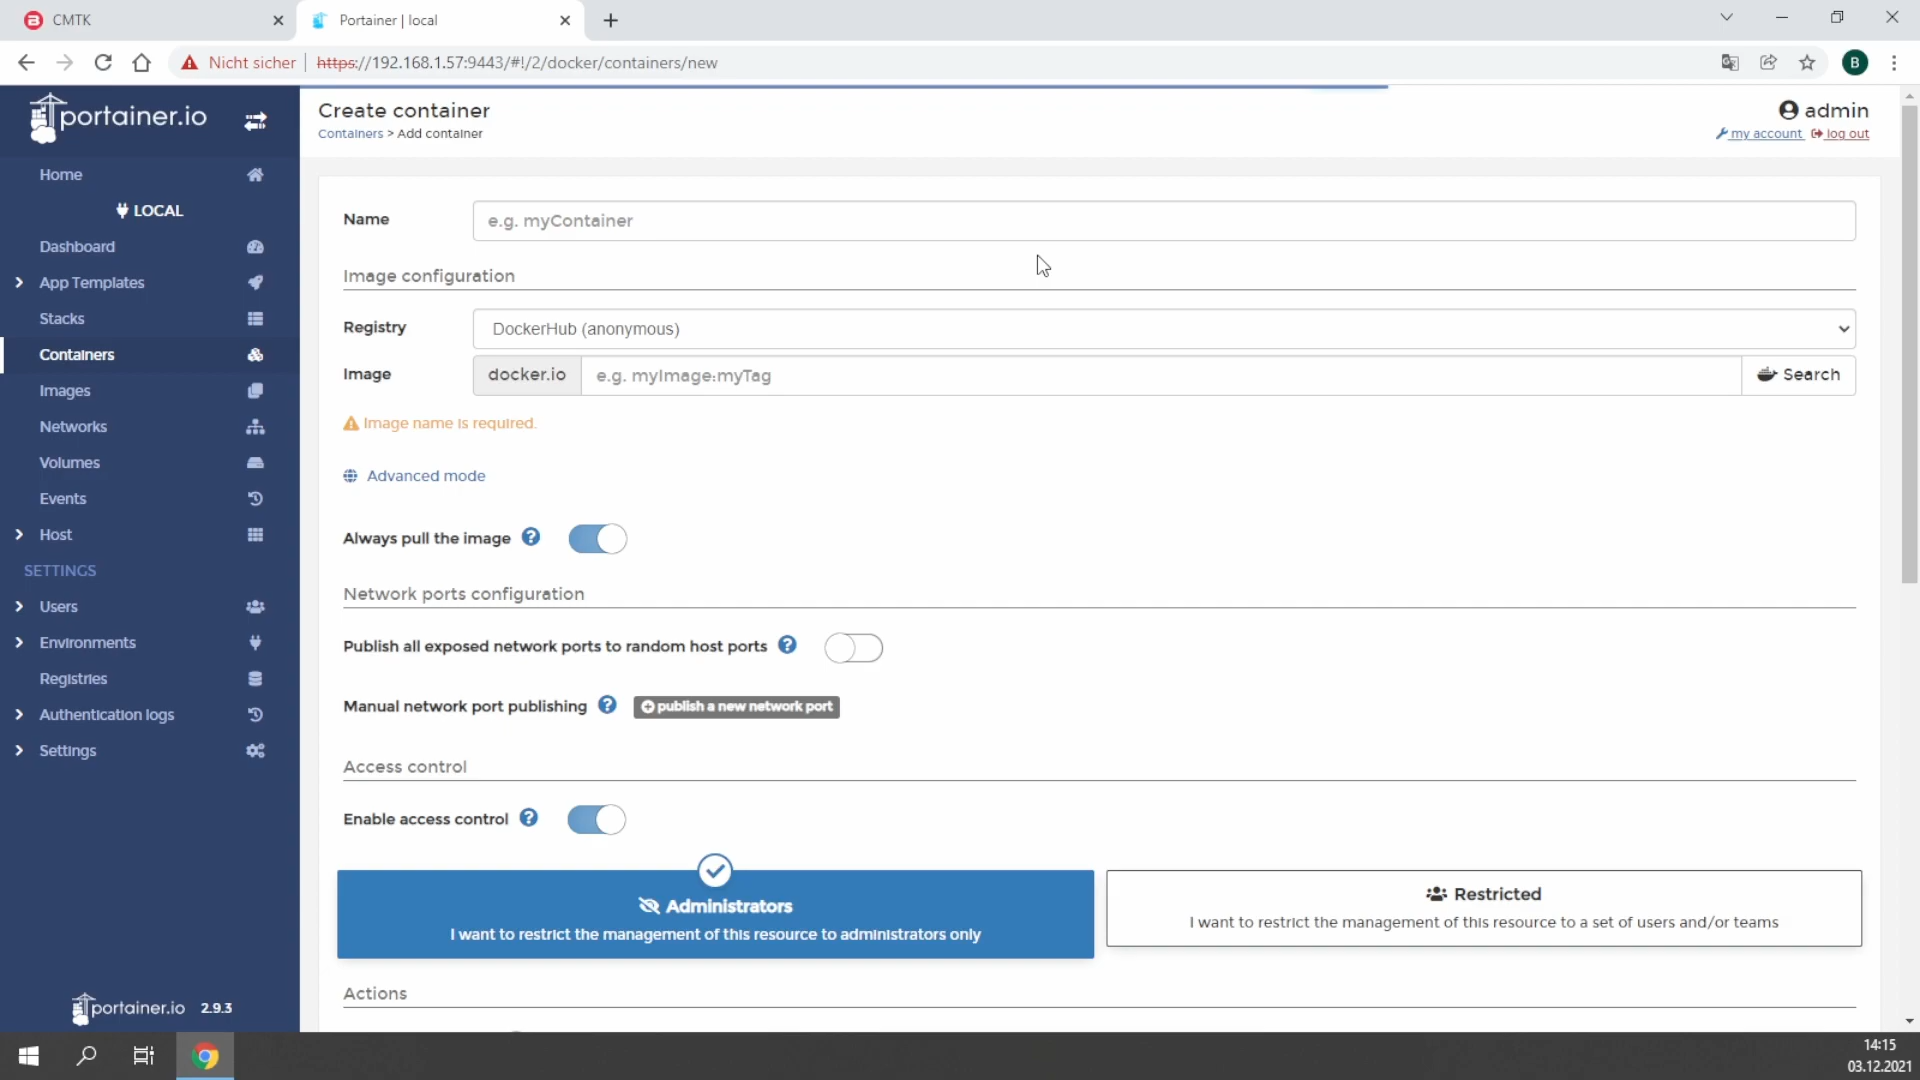 CMTK
Portainer | local
Nicht sicher
https://192.168.1.57:9443/#!/2/docker/containers/new
B
portainer.io
Home
LOCAL
Dashboard
App Templates
Stacks
Containers
Images
Networks
Volumes
Events
Host
SETTINGS
Users
Environments
Registries
Authentication logs
Settings
portainer.io 2.9.3
Create container
Containers > Add container
admin
my account log out
Name
e.g. myContainer
Image configuration
Registry
DockerHub (anonymous)
Image
docker.io
e.g. myImage:myTag
Search
Image name is required.
Advanced mode
Always pull the image
Network ports configuration
Publish all exposed network ports to random host ports
Manual network port publishing
publish a new network port
Access control
Enable access control
Administrators
I want to restrict the management of this resource to administrators only
Restricted
I want to restrict the management of this resource to a set of users and/or teams
Actions
14:15
03.12.2021